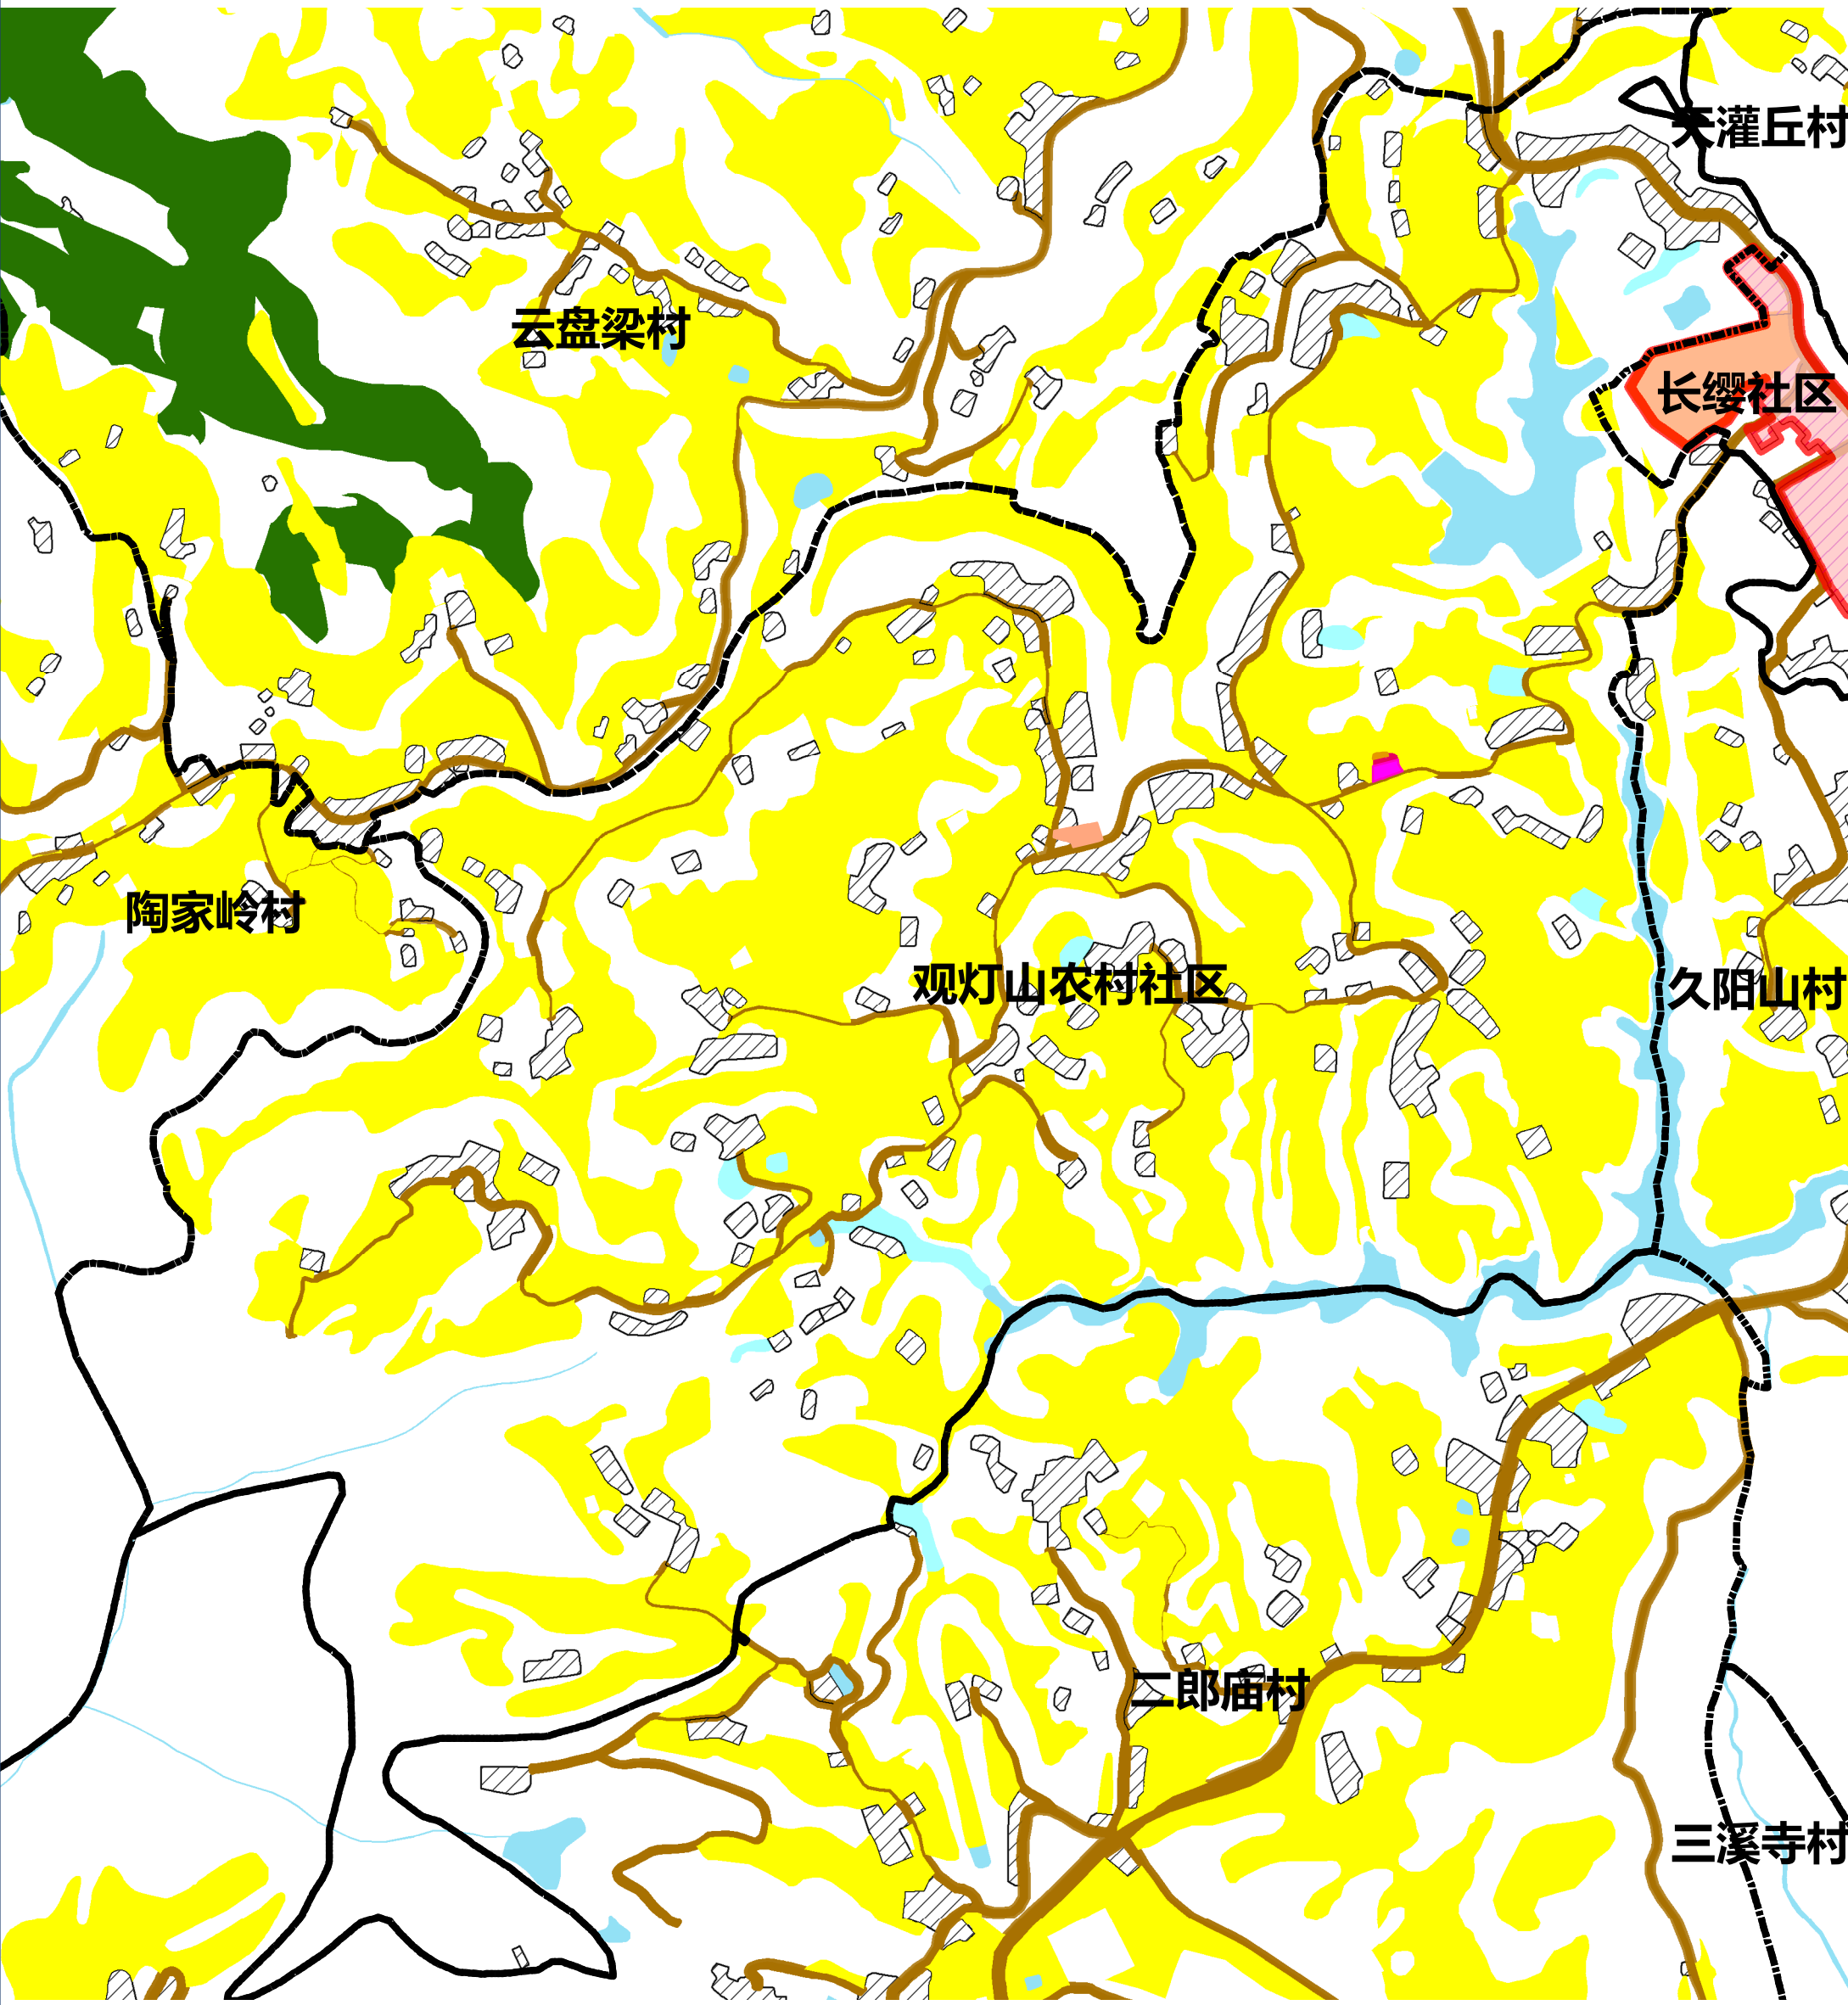 天灌丘村
云盘梁村
长缨社区
陶家岭村
观灯山农村社区
久阳山村
二郎庙村
三溪寺村